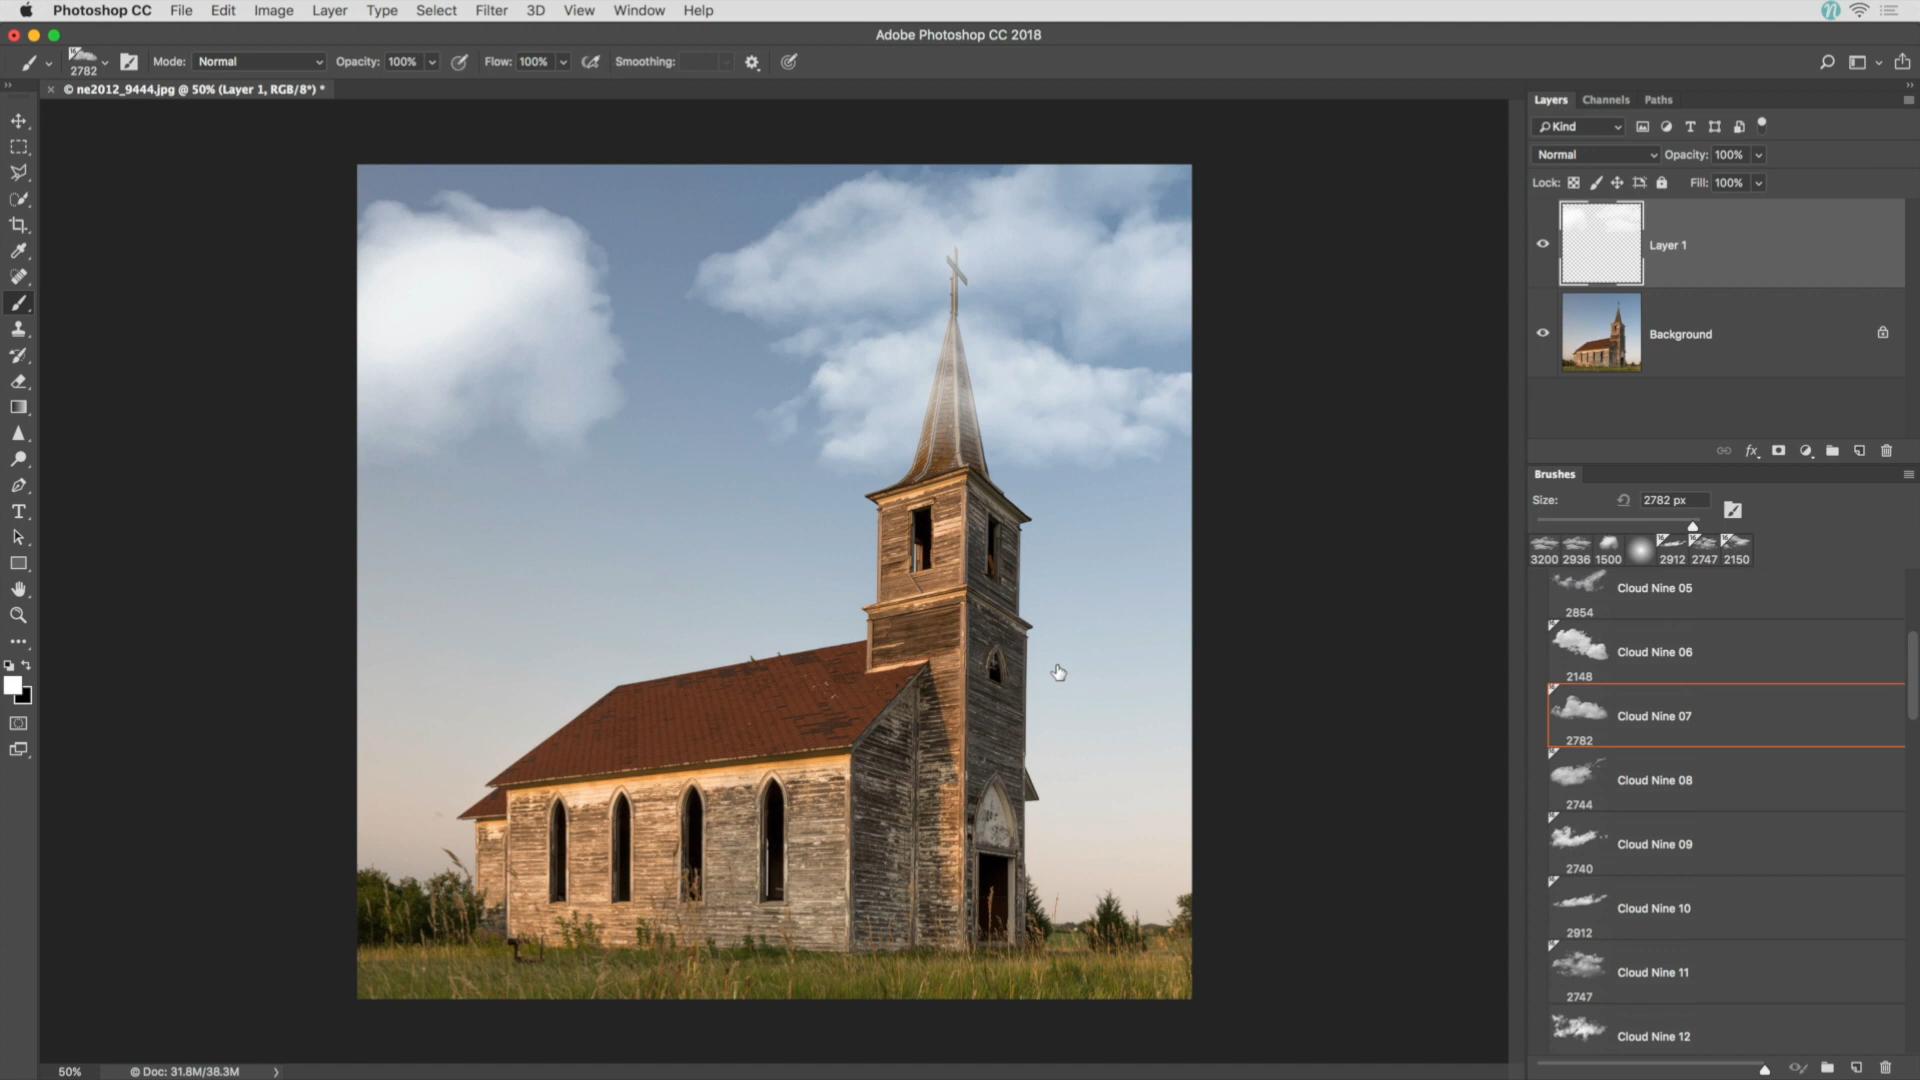 Photoshop CC File Edit Image Layer Type Select Filter 3D View Window Help
Adobe Photoshop CC 2018
2782 Mode: Normal Opacity: 100% Flow: 100% Smoothing:
© ne2012_9444.jpg @ 50% (Layer 1, RGB/8*) *
Layers Channels Paths
Kind
Normal Opacity: 100%
Lock: Fill: 100%
Layer 1
Background
fx
Brushes
Size: 2782 px
3200 2936 1500 2912 2747 2150
Cloud Nine 05
2854
Cloud Nine 06
2148
Cloud Nine 07
2782
Cloud Nine 08
2744
Cloud Nine 09
2740
Cloud Nine 10
2912
Cloud Nine 11
2747
Cloud Nine 12
50% © Doc: 31.8M/38.3M